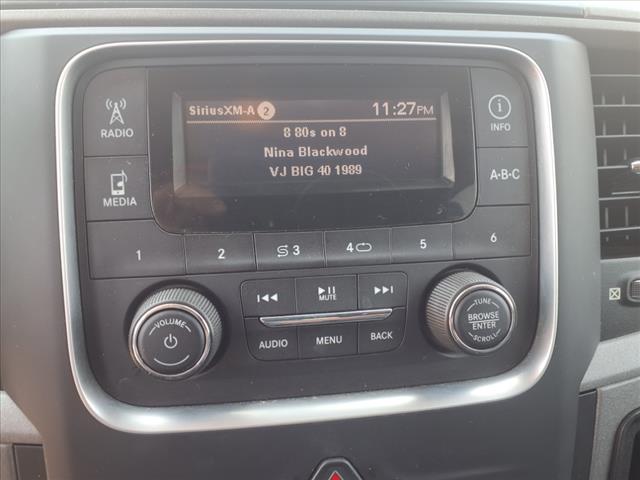 SiriusXM-A 2 11:27PM
8 80s on 8
Nina Blackwood
VJ BIG 40 1989
RADIO
INFO
MEDIA
A-B-C
1 2 3 4 5 6
MUTE
VOLUME
TUNE
BROWSE
ENTER
SCROLL
AUDIO MENU BACK